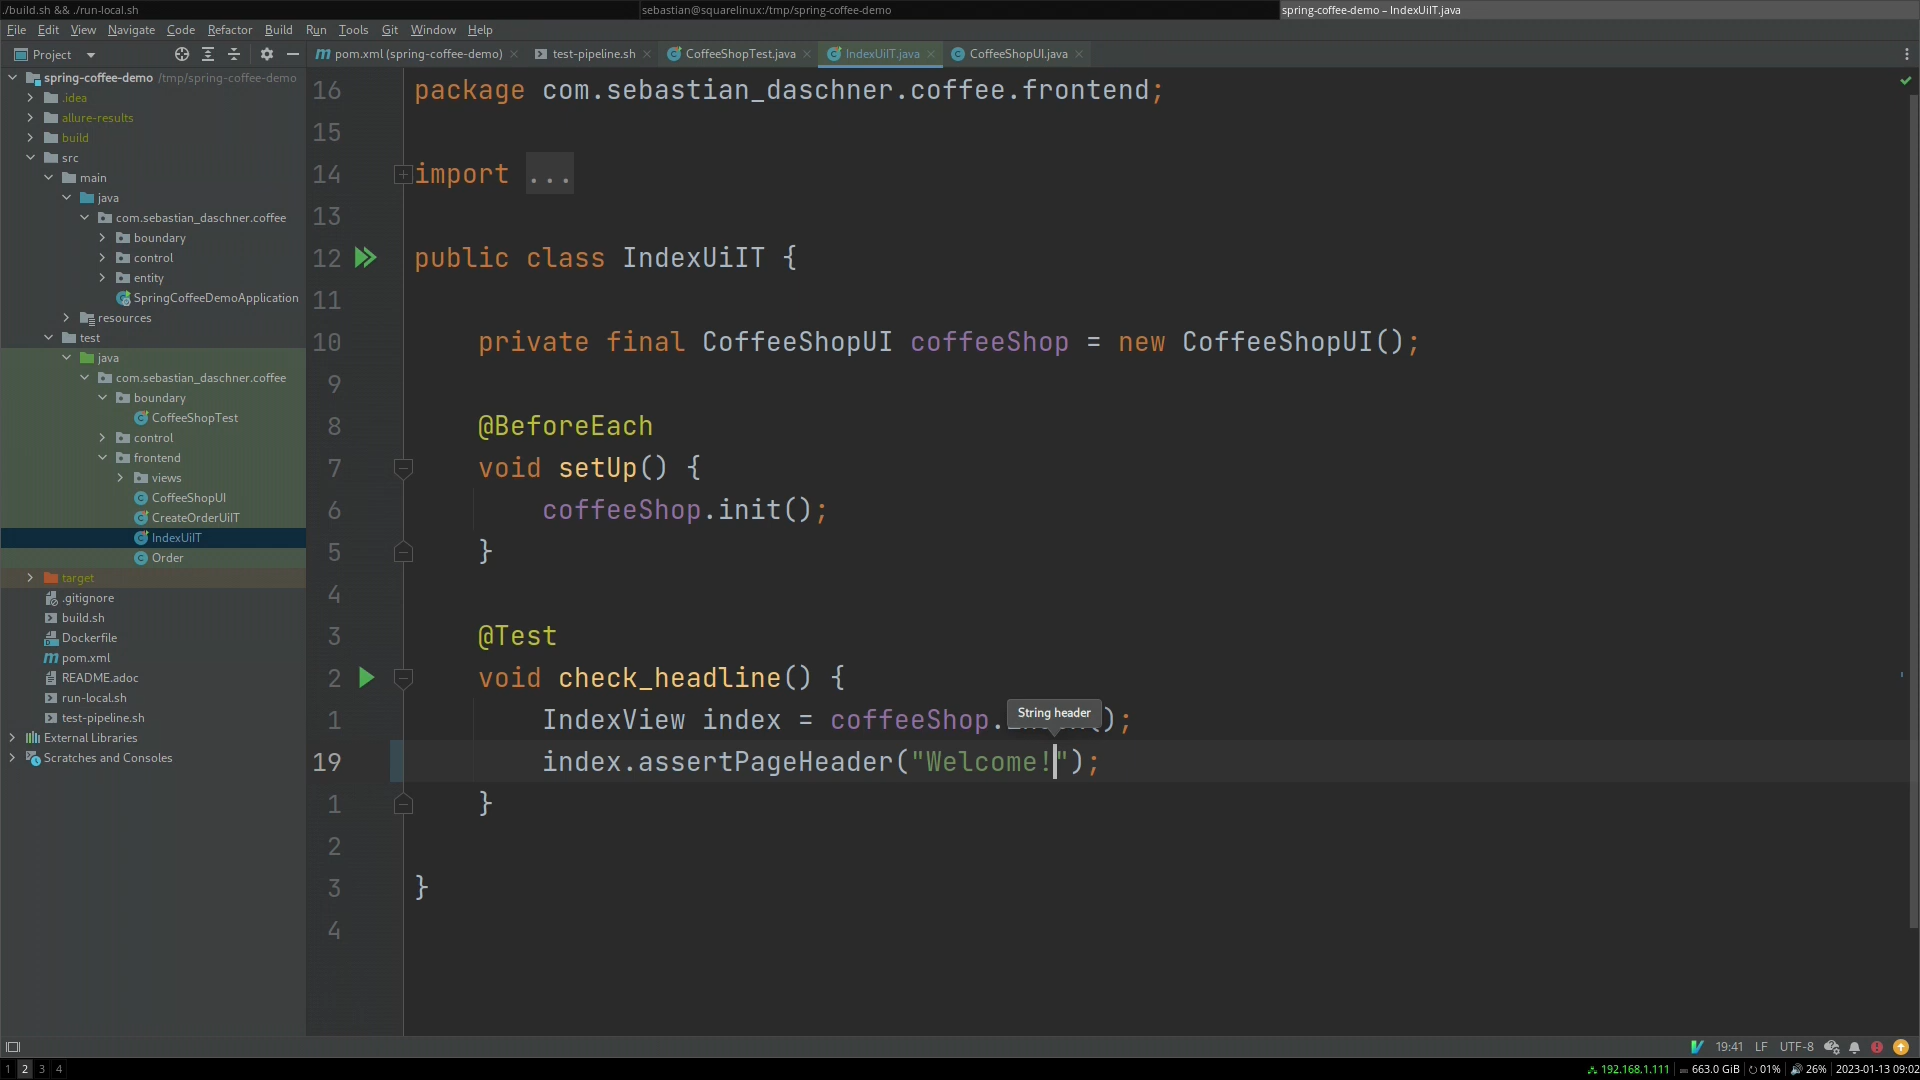 ./build.sh && ./run-local.sh
sebastian@squarelinux:/tmp/spring-coffee-demo
spring-coffee-demo – IndexUiIT.java
File Edit View Navigate Code Refactor Build Run Tools Git Window Help
Project
pom.xml (spring-coffee-demo)
test-pipeline.sh
CoffeeShopTest.java
IndexUiIT.java
CoffeeShopUI.java
spring-coffee-demo /tmp/spring-coffee-demo
.idea
allure-results
build
src
main
java
com.sebastian_daschner.coffee
boundary
control
entity
SpringCoffeeDemoApplication
resources
test
java
com.sebastian_daschner.coffee
boundary
CoffeeShopTest
control
frontend
views
CoffeeShopUI
CreateOrderUiIT
IndexUiIT
Order
target
.gitignore
build.sh
Dockerfile
pom.xml
README.adoc
run-local.sh
test-pipeline.sh
External Libraries
Scratches and Consoles
16 package com.sebastian_daschner.coffee.frontend;
15
14 import ...
13
12 public class IndexUiIT {
11
10 private final CoffeeShopUI coffeeShop = new CoffeeShopUI();
9
8 @BeforeEach
7 void setUp() {
6 coffeeShop.init();
5 }
4
3 @Test
2 void check_headline() {
String header
1 IndexView index = coffeeShop.);
19 index.assertPageHeader("Welcome!");
1 }
2
3 }
4
19:41 LF UTF-8
1 2 3 4
192.168.1.111 663.0 GiB 01% 26% 2023-01-13 09:02